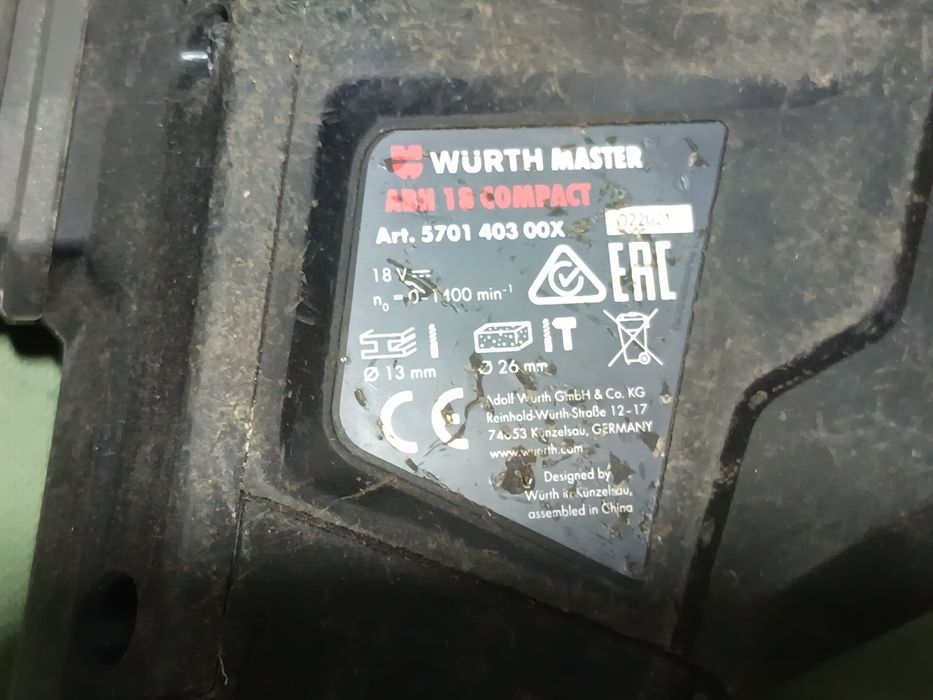 WÜRTH MASTER
ABH 18 COMPACT
Art. 5701 403 00X
18 V
EAC
n₀ = 0-1400 min⁻¹
Ø 13 mm
Ø 26 mm
CE
Adolf Würth GmbH & Co. KG
Reinhold-Würth-Straße 12-17
74653 Künzelsau, GERMANY
www.wuerth.com
Designed by
Würth in Künzelsau,
assembled in China